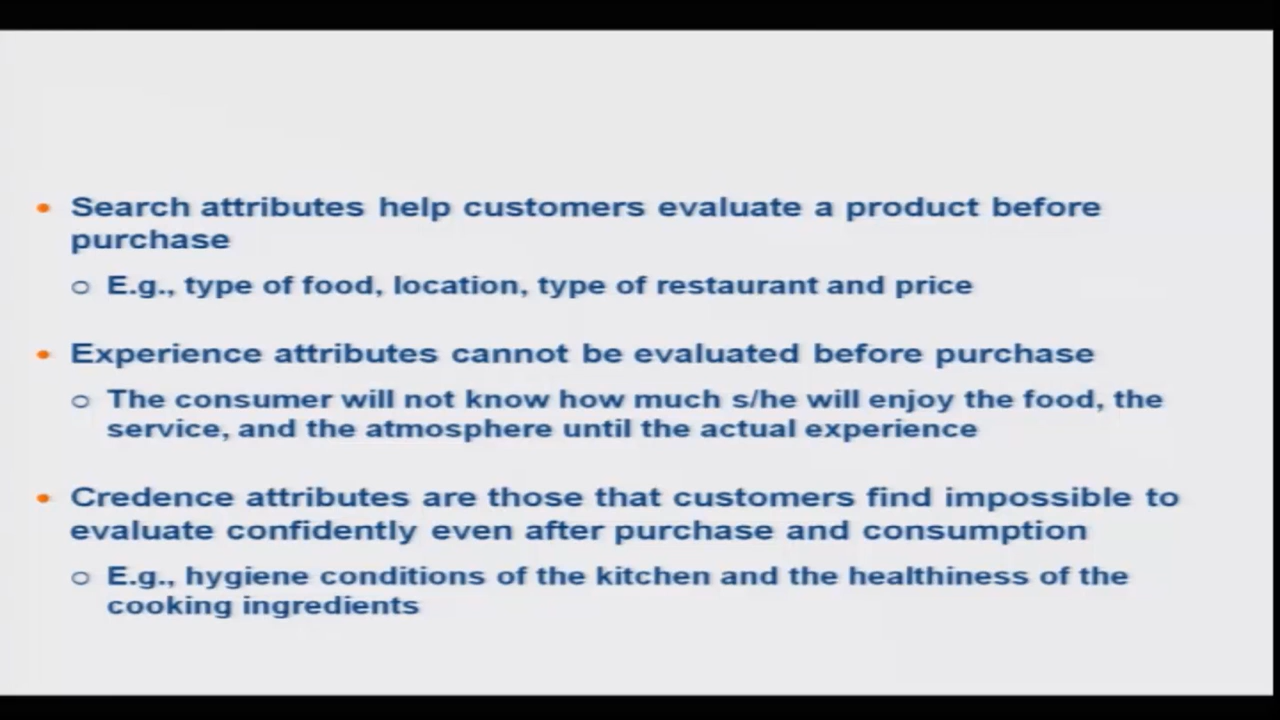 • Search attributes help customers evaluate a product before
purchase
o E.g., type of food, location, type of restaurant and price
• Experience attributes cannot be evaluated before purchase
o The consumer will not know how much s/he will enjoy the food, the
service, and the atmosphere until the actual experience
• Credence attributes are those that customers find impossible to
evaluate confidently even after purchase and consumption
o E.g., hygiene conditions of the kitchen and the healthiness of the
cooking ingredients